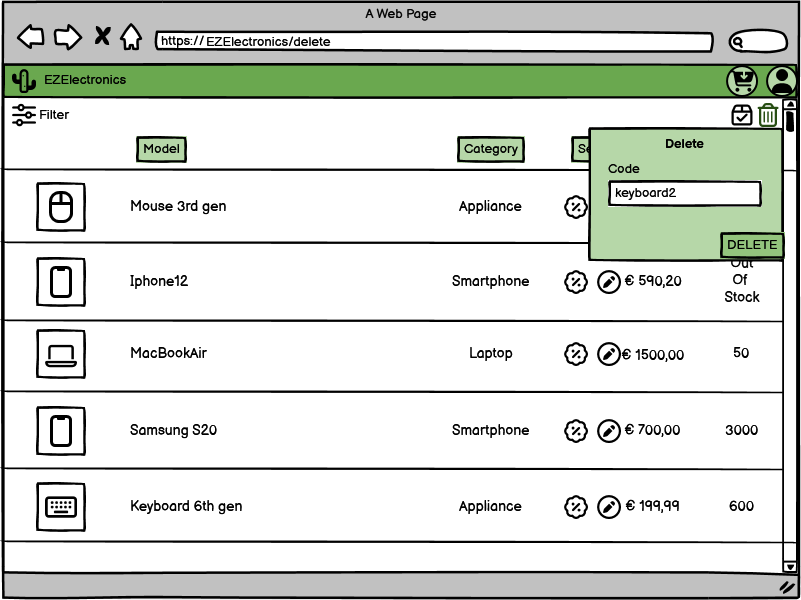 A Web Page
https:// EZElectronics/delete
EZElectronics
Filter
Model
Category
Delete
Code
keyboard2
DELETE
Mouse 3rd gen
Appliance
Iphone12
Smartphone
€ 590,20
Out
Of
Stock
MacBookAir
Laptop
€ 1500,00
50
Samsung S20
Smartphone
€ 700,00
3000
Keyboard 6th gen
Appliance
€ 199,99
600